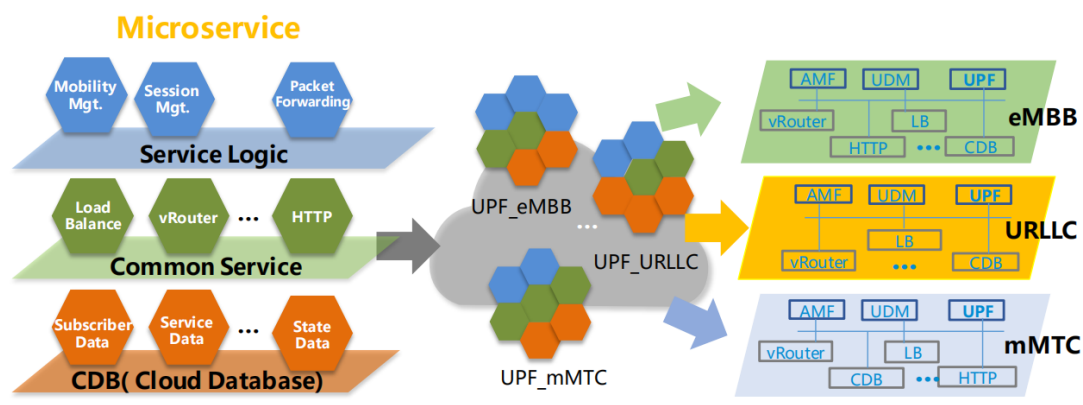 Microservice
Mobility
Mgt.
Session
Mgt.
Packet
Forwarding
Service Logic
Load
Balance
vRouter
...
HTTP
Common Service
Subscriber
Data
Service
Data
...
State
Data
CDB( Cloud Database)
UPF_eMBB
...
UPF_URLLC
UPF_mMTC
AMF
UDM
UPF
vRouter
LB
HTTP
...
CDB
eMBB
AMF
UDM
UPF
LB
vRouter
...
CDB
URLLC
AMF
UDM
UPF
vRouter
LB
CDB
...
HTTP
mMTC